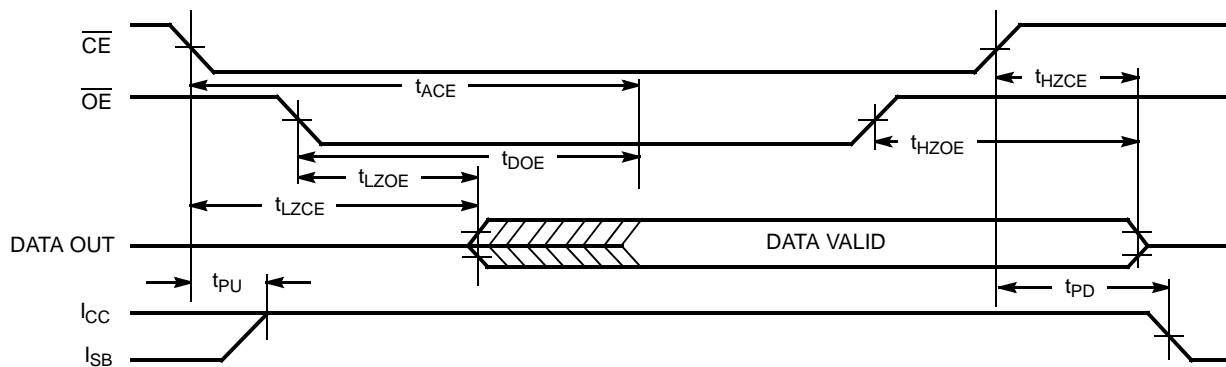 CE
tACE
tHZCE
OE
tHZOE
tDOE
tLZOE
tLZCE
DATA OUT
DATA VALID
tPU
tPD
ICC
ISB